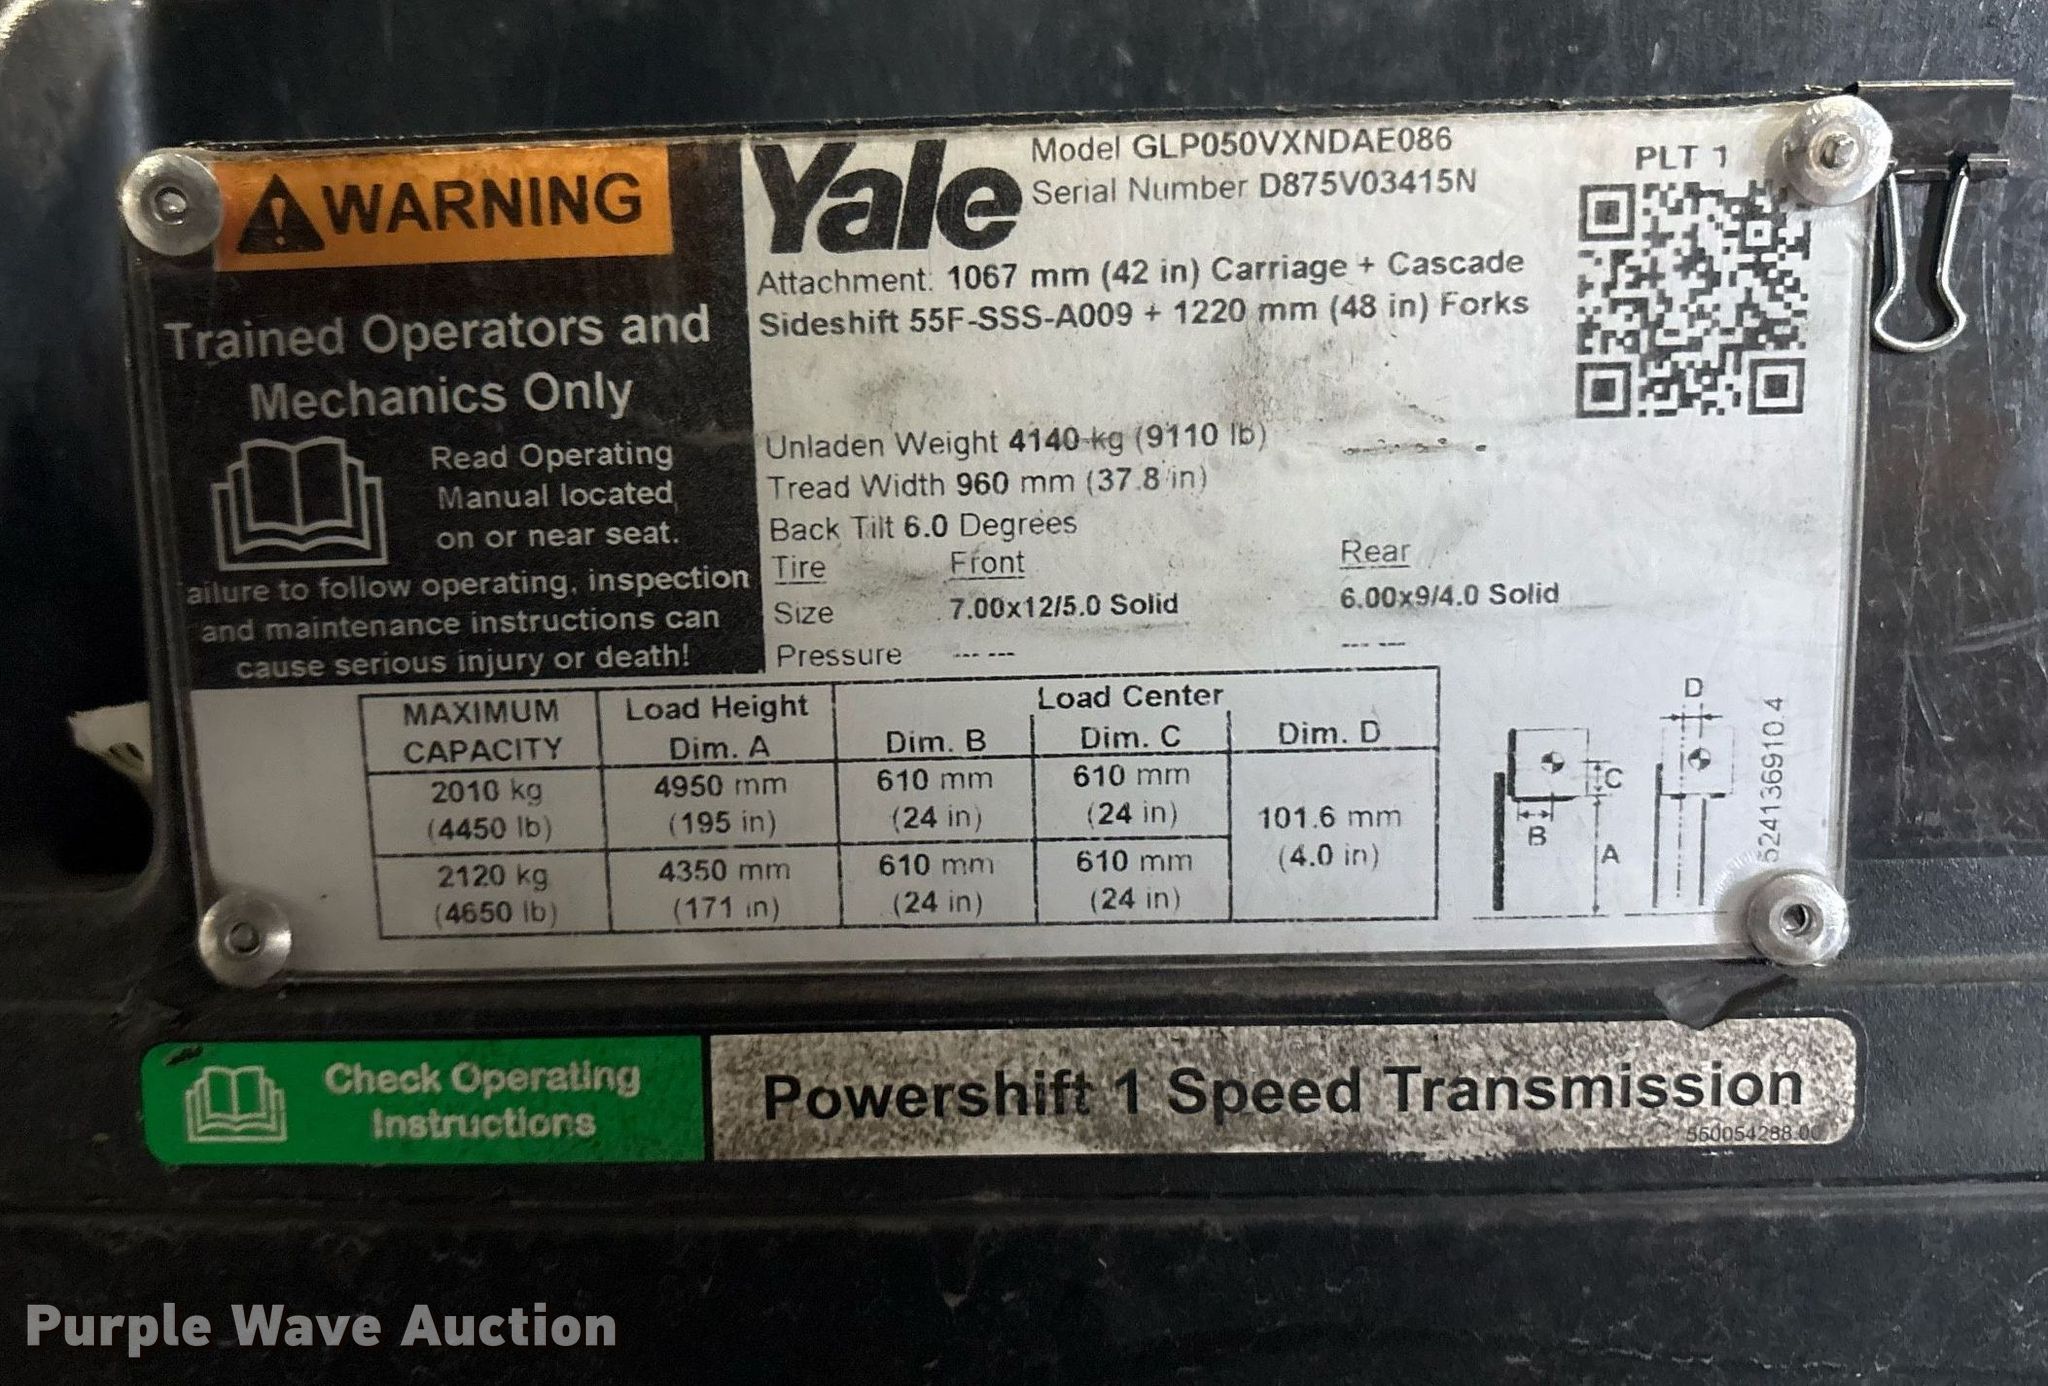 WARNING
Trained Operators and
Mechanics Only
Read Operating
Manual located
on or near seat.
ailure to follow operating, inspection
and maintenance instructions can
cause serious injury or death!
Yale
Model GLP050VXNDAE086
Serial Number D875V03415N
PLT 1
Attachment: 1067 mm (42 in) Carriage + Cascade
Sideshift 55F-SSS-A009 + 1220 mm (48 in) Forks
Unladen Weight 4140 kg (9110 lb)
Tread Width 960 mm (37.8 in)
Back Tilt 6.0 Degrees
Tire Front Rear
Size 7.00x12/5.0 Solid 6.00x9/4.0 Solid
Pressure --- --- --- ---
MAXIMUM CAPACITY Load Height Dim. A Load Center
Dim. B Dim. C Dim. D
2010 kg 4950 mm 610 mm 610 mm
(4450 lb) (195 in) (24 in) (24 in)
101.6 mm
(4.0 in)
2120 kg 4350 mm 610 mm 610 mm
(4650 lb) (171 in) (24 in) (24 in)
D
C
B
A
524136910.4
Check Operating
Instructions
Powershift 1 Speed Transmission
550054288.00
Purple Wave Auction